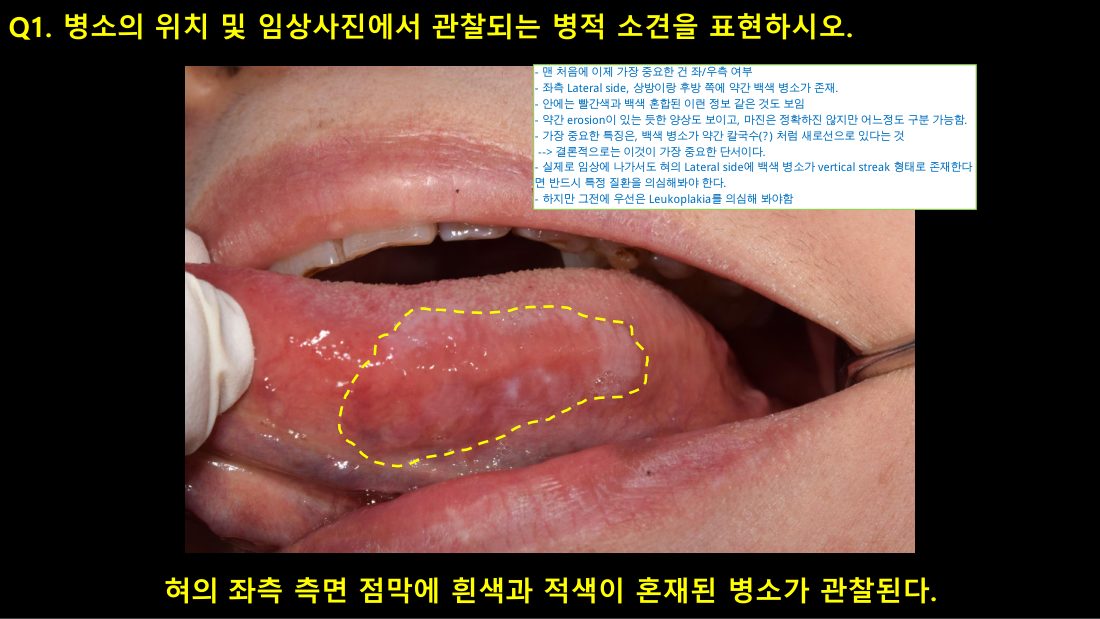 Q1. 병소의 위치 및 임상사진에서 관찰되는 병적 소견을 표현하시오.
- 맨 처음에 이제 가장 중요한 건 좌/우측 여부
- 좌측 Lateral side, 상방이랑 후방 쪽에 약간 백색 병소가 존재.
- 안에는 빨간색과 백색 혼합된 이런 정보 같은 것도 보임
- 약간 erosion이 있는 듯한 양상도 보이고, 마진은 정확하진 않지만 어느정도 구분 가능함.
- 가장 중요한 특징은, 백색 병소가 약간 칼국수(?) 처럼 새로선으로 있다는 것
--> 결론적으로는 이것이 가장 중요한 단서이다.
- 실제로 임상에 나가서도 혀의 Lateral side에 백색 병소가 vertical streak 형태로 존재한다
면 반드시 특정 질환을 의심해봐야 한다.
- 하지만 그전에 우선은 Leukoplakia를 의심해 봐야함
혀의 좌측 측면 점막에 흰색과 적색이 혼재된 병소가 관찰된다.